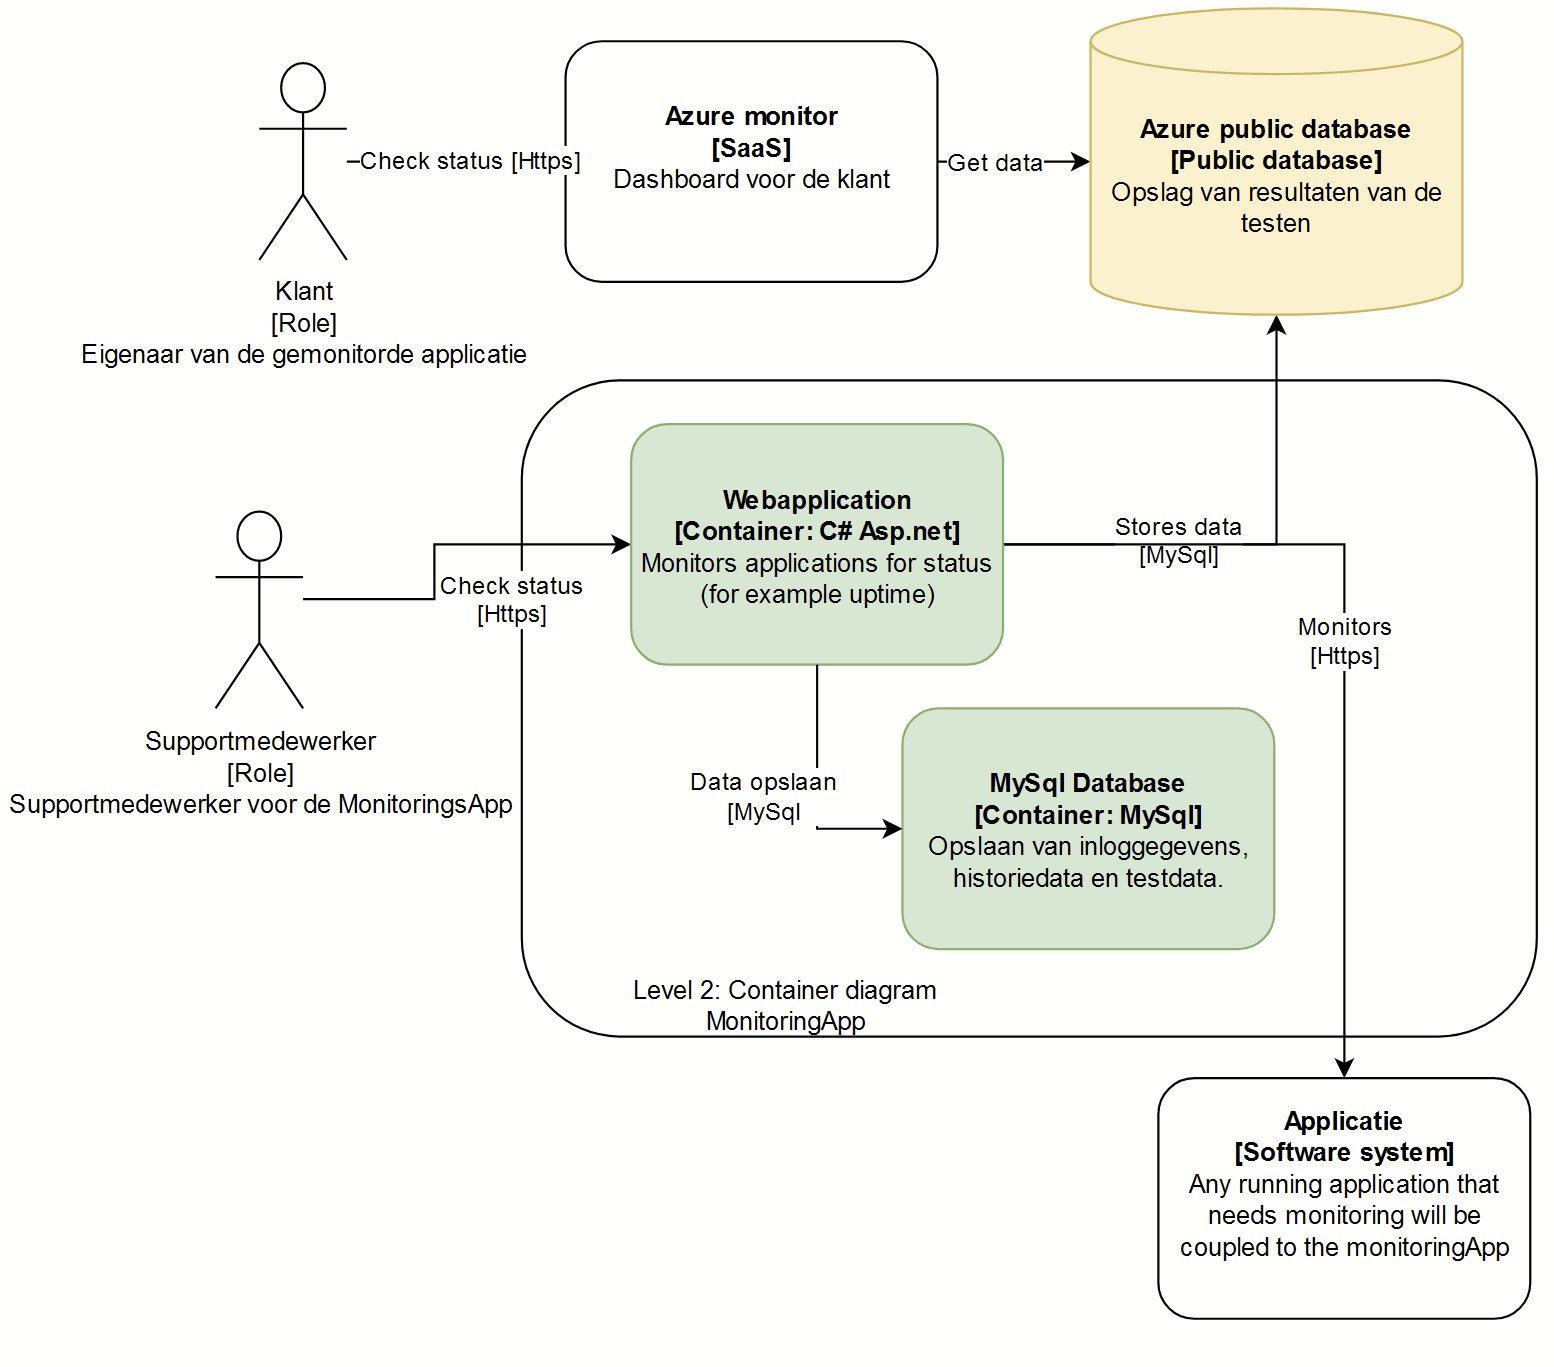 Azure monitor
[SaaS]
Dashboard voor de klant
Check status [Https]
Get data
Azure public database
[Public database]
Opslag van resultaten van de
testen
Klant
[Role]
Eigenaar van de gemonitorde applicatie
Webapplication
[Container: C# Asp.net]
Monitors applications for status
(for example uptime)
Stores data
[MySql]
Check status
[Https]
Monitors
[Https]
Supportmedewerker
[Role]
Supportmedewerker voor de MonitoringsApp
Data opslaan
[MySql
MySql Database
[Container: MySql]
Opslaan van inloggegevens,
historiedata en testdata.
Level 2: Container diagram
MonitoringApp
Applicatie
[Software system]
Any running application that
needs monitoring will be
coupled to the monitoringApp